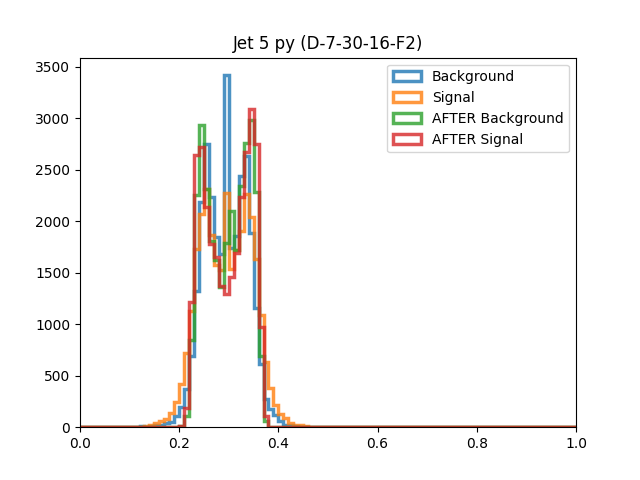 Jet 5 py (D-7-30-16-F2)
Background
Signal
AFTER Background
AFTER Signal
3500
3000
2500
2000
1500
1000
500
0
0.0 0.2 0.4 0.6 0.8 1.0